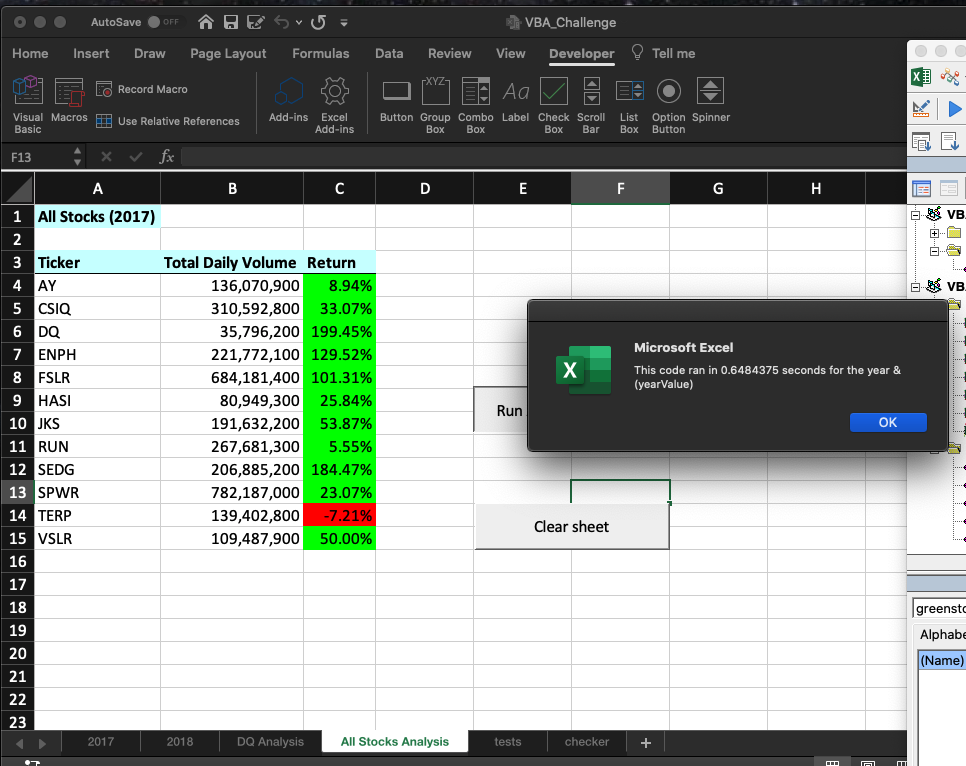 AutoSave OFF VBA_Challenge
Home Insert Draw Page Layout Formulas Data Review View Developer Tell me
Visual Basic
Macros
Record Macro
Use Relative References
Add-ins
Excel Add-ins
Button
Group Box
Combo Box
Label
Check Box
Scroll Bar
List Box
Option Button
Spinner
XYZ
Aa
F13 fx
A B C D E F G H
1 All Stocks (2017)
2
3 Ticker Total Daily Volume Return
4 AY 136,070,900 8.94%
5 CSIQ 310,592,800 33.07%
6 DQ 35,796,200 199.45%
7 ENPH 221,772,100 129.52%
8 FSLR 684,181,400 101.31%
9 HASI 80,949,300 25.84%
10 JKS 191,632,200 53.87%
11 RUN 267,681,300 5.55%
12 SEDG 206,885,200 184.47%
13 SPWR 782,187,000 23.07%
14 TERP 139,402,800 -7.21%
15 VSLR 109,487,900 50.00%
16
17
18
19
20
21
22
23
Run
Clear sheet
Microsoft Excel
This code ran in 0.6484375 seconds for the year &
(yearValue)
OK
X
VBA
VBA
greensto
Alphabe
(Name)
2017 2018 DQ Analysis All Stocks Analysis tests checker +